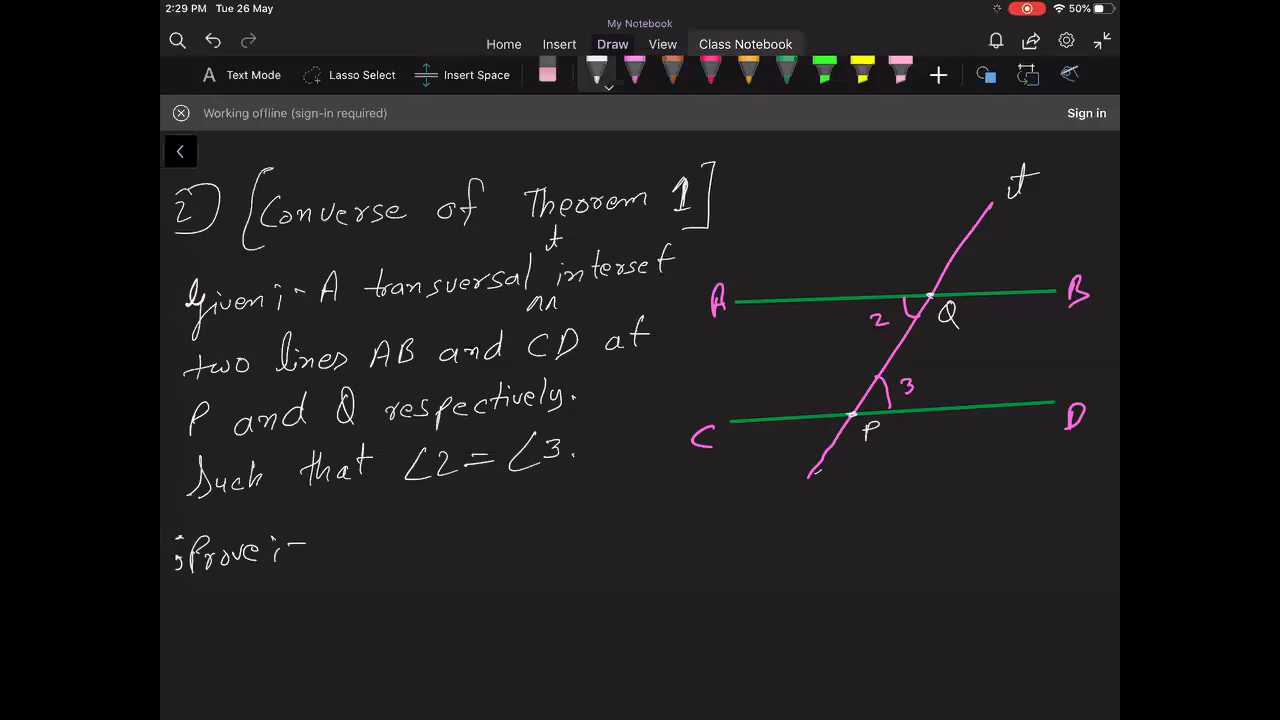 2:29 PM Tue 26 May
50%
My Notebook
Home Insert Draw View Class Notebook
A Text Mode Lasso Select Insert Space
Working offline (sign-in required) Sign in
2) [Converse of Theorem 1]
t
Given :- A transversal interset
two lines AB and CD at
P and Q respectively.
Such that ∠2 = ∠3.
Prove :-
t
A B
2 Q
3
C P D